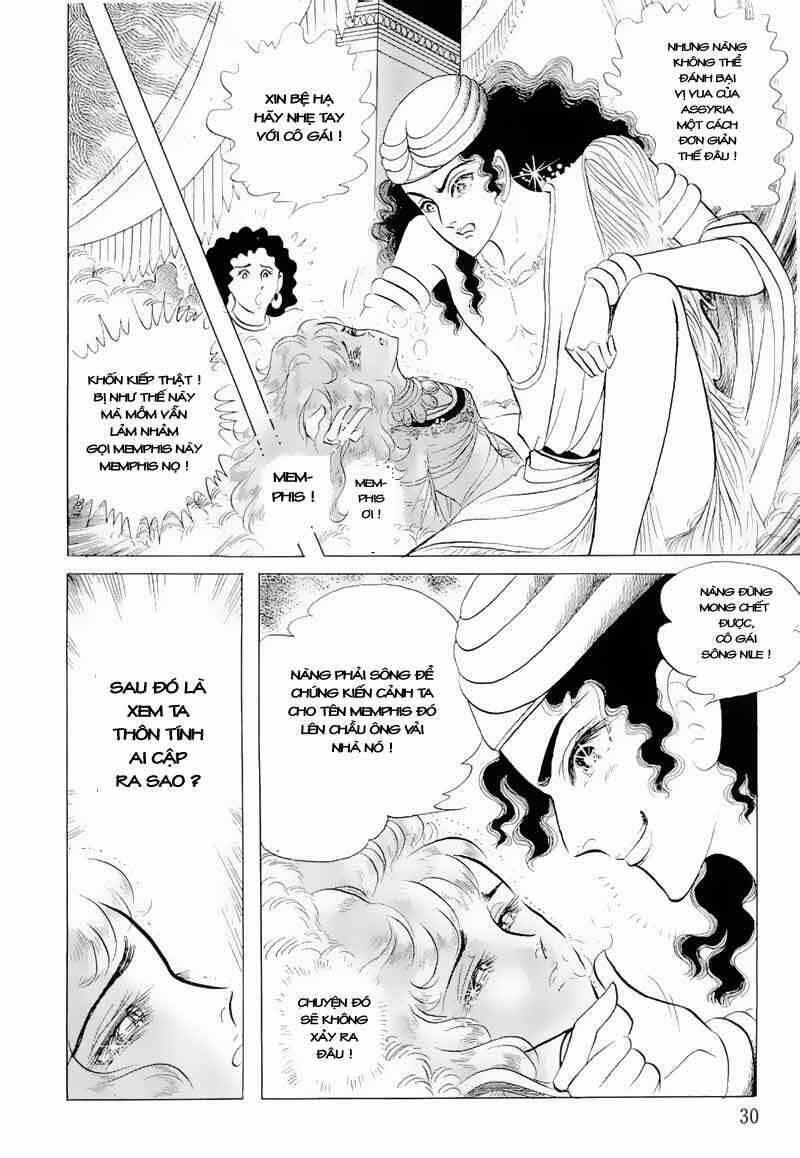 NHƯNG NÀNG
KHÔNG THỂ
ĐÁNH BẠI
VỊ VUA CỦA
ASSYRIA
MỘT CÁCH
ĐƠN GIẢN
THẾ ĐÂU !
XIN BỆ HẠ
HÃY NHẸ TAY
VỚI CÔ GÁI !
KHỐN KIẾP THẬT !
BỊ NHƯ THẾ NÀY
MÀ MỒM VẪN
LẢM NHẢM
GỌI MEMPHIS NÀY
MEMPHIS NỌ !
MEM-
PHIS !
MEM-
PHIS
ƠI !
NÀNG ĐỪNG
MONG CHẾT
ĐƯỢC,
CÔ GÁI
SÔNG NILE !
NÀNG PHẢI SÔNG ĐỂ
CHỨNG KIẾN CẢNH TA
CHO TÊN MEMPHIS ĐÓ
LÊN CHẦU ÔNG VẢI
NHÀ NÓ !
SAU ĐÓ LÀ
XEM TA
THÔN TÍNH
AI CẬP
RA SAO ?
CHUYỆN ĐÓ
SẼ KHÔNG
XẢY RA
ĐÂU !
30